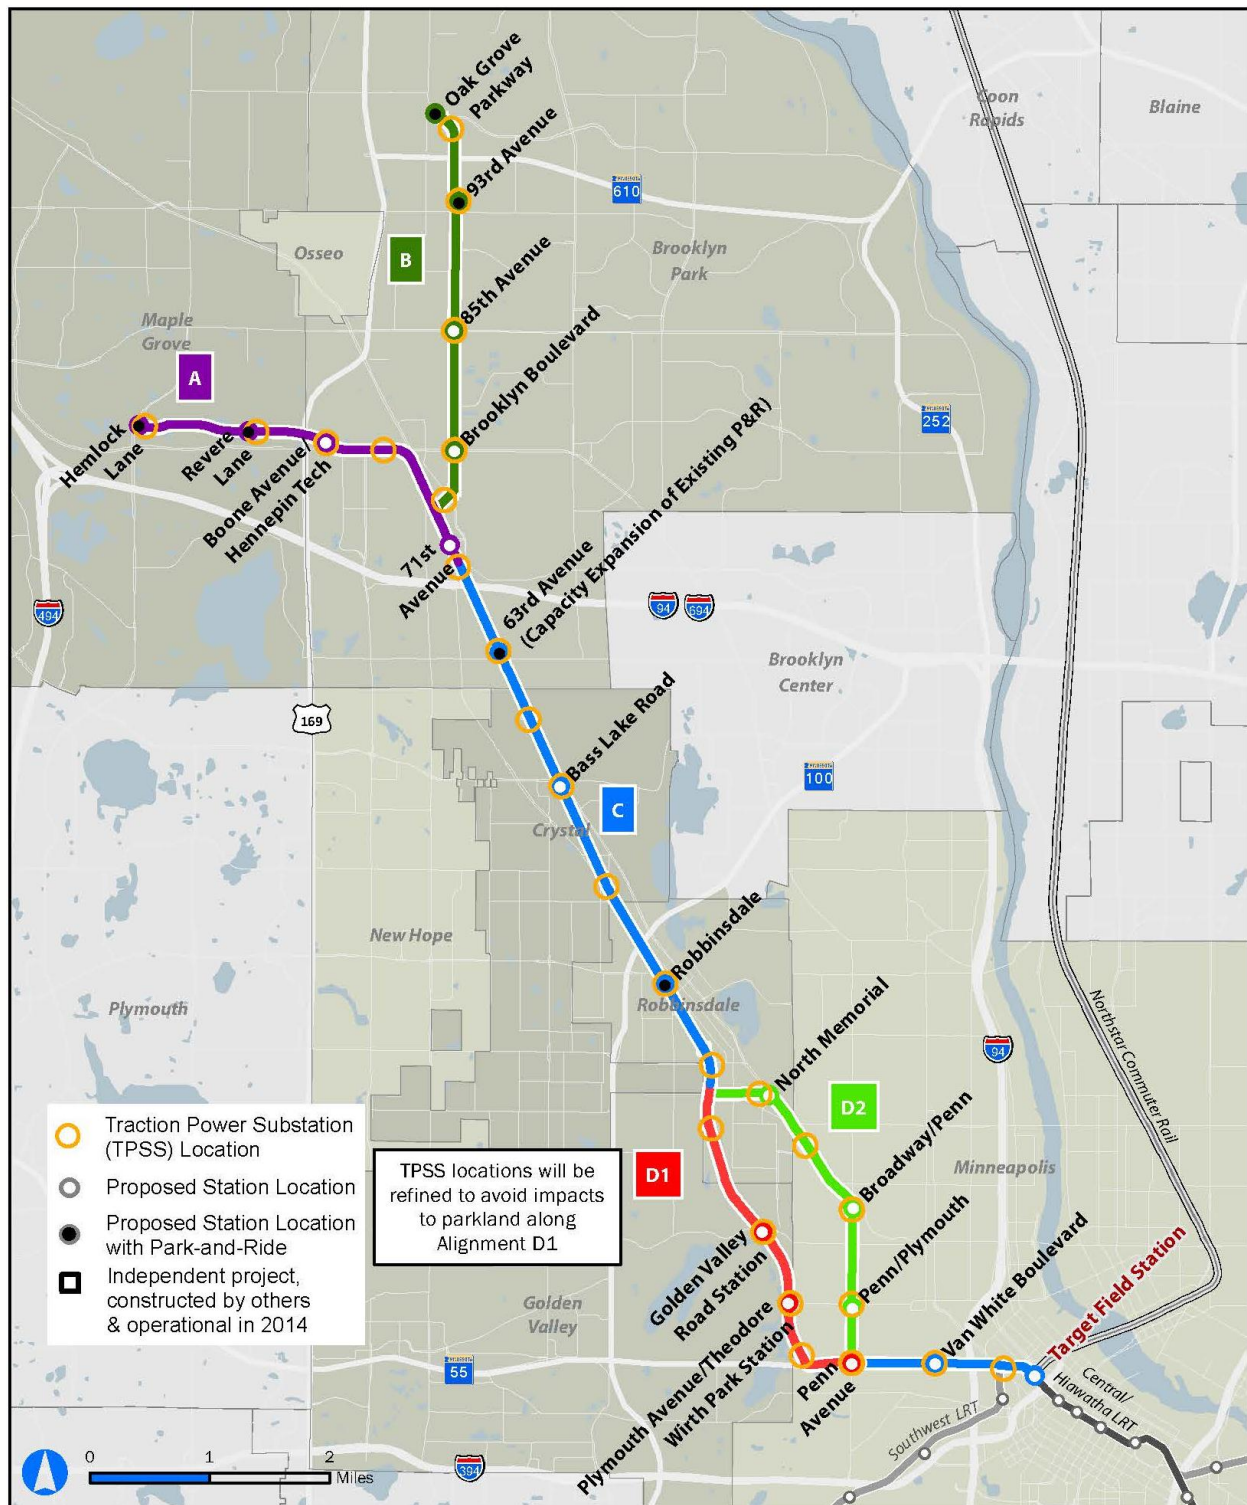 Oak Grove
Parkway
Coon
Rapids
Blaine
93rd Avenue
MINNESOTA
610
Osseo
B
Brooklyn
Park
85th Avenue
Maple
Grove
Brooklyn Boulevard
A
MINNESOTA
252
Hemlock
Lane
Revere
Lane
Boone Avenue/
Hennepin Tech
71st
Avenue
63rd Avenue
(Capacity Expansion of Existing P&R)
494
94
694
Brooklyn
Center
169
Bass Lake Road
MINNESOTA
100
C
Crystal
New Hope
Robbinsdale
Robbinsdale
Plymouth
North Memorial
Northstar Commuter Rail
94
D2
Broadway/Penn
Minneapolis
D1
Traction Power Substation
(TPSS) Location
Proposed Station Location
Proposed Station Location
with Park-and-Ride
Independent project,
constructed by others
& operational in 2014
TPSS locations will be
refined to avoid impacts
to parkland along
Alignment D1
Golden Valley
Road Station
Penn/Plymouth
Van White Boulevard
Target Field Station
Golden
Valley
Plymouth Avenue/Theodore
Wirth Park Station
Penn
Avenue
MINNESOTA
55
Central/
Hiawatha LRT
Southwest LRT
394
0
1
2
Miles